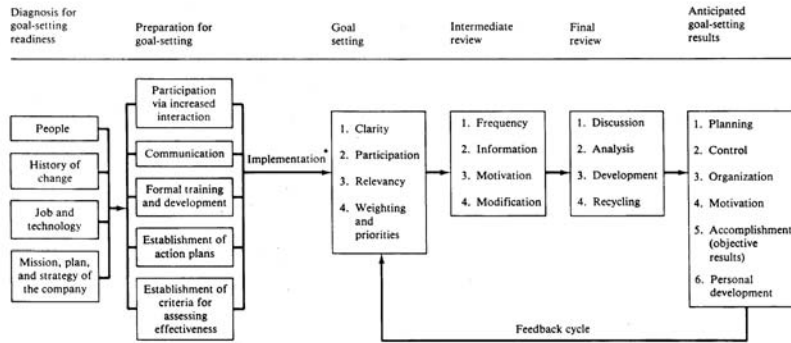 Diagnosis for
goal-setting
readiness
Preparation for
goal-setting
Goal
setting
Intermediate
review
Final
review
Anticipated
goal-setting
results
People
History of
change
Job and
technology
Mission, plan,
and strategy of
the company
Participation
via increased
interaction
Communication
Formal training
and development
Establishment of
action plans
Establishment of
criteria for
assessing
effectiveness
Implementation*
1. Clarity
2. Participation
3. Relevancy
4. Weighting
and
priorities
1. Frequency
2. Information
3. Motivation
4. Modification
1. Discussion
2. Analysis
3. Development
4. Recycling
1. Planning
2. Control
3. Organization
4. Motivation
5. Accomplishment
(objective
results)
6. Personal
development
Feedback cycle